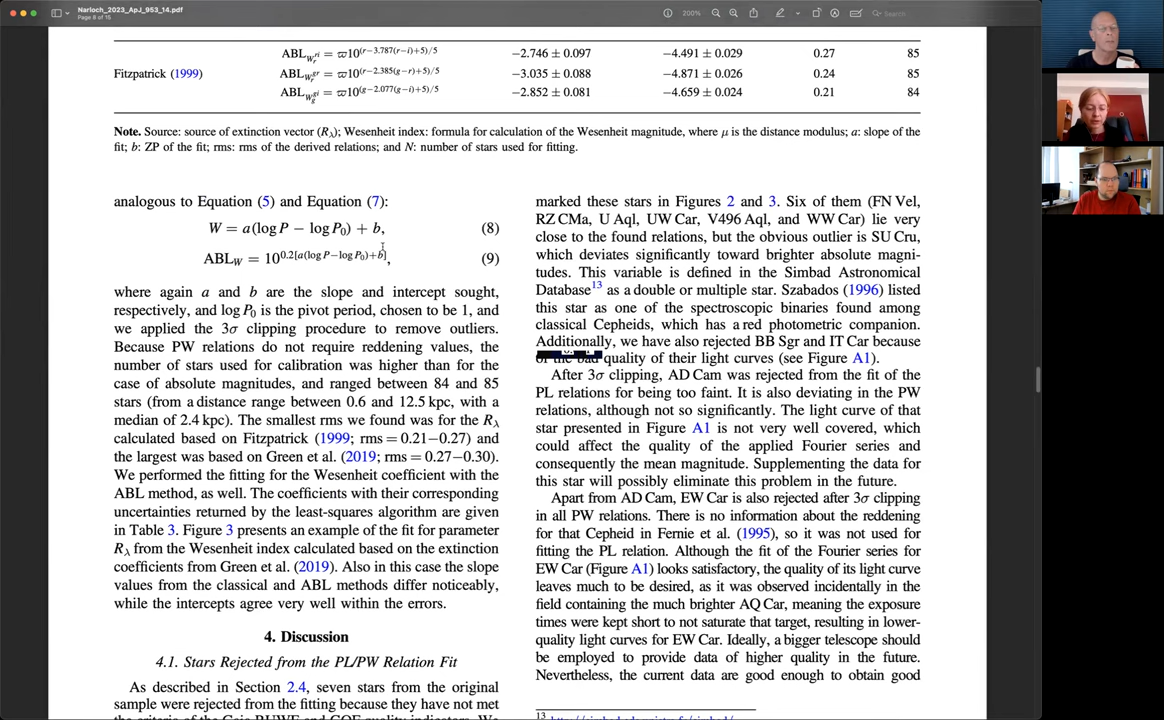 Narloch_2023_ApJ_953_14.pdf
Page 8 of 15
200%
Search
ABL_{W_r^{ri}} = ϖ10^{(r−3.787(r−i)+5)/5} −2.746 ± 0.097 −4.491 ± 0.029 0.27 85
Fitzpatrick (1999) ABL_{W_r^{gr}} = ϖ10^{(r−2.385(g−r)+5)/5} −3.035 ± 0.088 −4.871 ± 0.026 0.24 85
ABL_{W_g^{gi}} = ϖ10^{(g−2.077(g−i)+5)/5} −2.852 ± 0.081 −4.659 ± 0.024 0.21 84
Note. Source: source of extinction vector (R_λ); Wesenheit index: formula for calculation of the Wesenheit magnitude, where μ is the distance modulus; a: slope of the
fit; b: ZP of the fit; rms: rms of the derived relations; and N: number of stars used for fitting.
analogous to Equation (5) and Equation (7):
W = a(log P − log P_0) + b, (8)
ABL_W = 10^{0.2[a(log P−log P_0)+b]}, (9)
where again a and b are the slope and intercept sought,
respectively, and log P_0 is the pivot period, chosen to be 1, and
we applied the 3σ clipping procedure to remove outliers.
Because PW relations do not require reddening values, the
number of stars used for calibration was higher than for the
case of absolute magnitudes, and ranged between 84 and 85
stars (from a distance range between 0.6 and 12.5 kpc, with a
median of 2.4 kpc). The smallest rms we found was for the R_λ
calculated based on Fitzpatrick (1999; rms = 0.21−0.27) and
the largest was based on Green et al. (2019; rms = 0.27−0.30).
We performed the fitting for the Wesenheit coefficient with the
ABL method, as well. The coefficients with their corresponding
uncertainties returned by the least-squares algorithm are given
in Table 3. Figure 3 presents an example of the fit for parameter
R_λ from the Wesenheit index calculated based on the extinction
coefficients from Green et al. (2019). Also in this case the slope
values from the classical and ABL methods differ noticeably,
while the intercepts agree very well within the errors.
4. Discussion
4.1. Stars Rejected from the PL/PW Relation Fit
As described in Section 2.4, seven stars from the original
sample were rejected from the fitting because they have not met
the criteria of the Gaia RUWE and GOF quality indicators. We
marked these stars in Figures 2 and 3. Six of them (FN Vel,
RZ CMa, U Aql, UW Car, V496 Aql, and WW Car) lie very
close to the found relations, but the obvious outlier is SU Cru,
which deviates significantly toward brighter absolute magni-
tudes. This variable is defined in the Simbad Astronomical
Database^13 as a double or multiple star. Szabados (1996) listed
this star as one of the spectroscopic binaries found among
classical Cepheids, which has a red photometric companion.
Additionally, we have also rejected BB Sgr and IT Car because
of the bad quality of their light curves (see Figure A1).
After 3σ clipping, AD Cam was rejected from the fit of the
PL relations for being too faint. It is also deviating in the PW
relations, although not so significantly. The light curve of that
star presented in Figure A1 is not very well covered, which
could affect the quality of the applied Fourier series and
consequently the mean magnitude. Supplementing the data for
this star will possibly eliminate this problem in the future.
Apart from AD Cam, EW Car is also rejected after 3σ clipping
in all PW relations. There is no information about the reddening
for that Cepheid in Fernie et al. (1995), so it was not used for
fitting the PL relation. Although the fit of the Fourier series for
EW Car (Figure A1) looks satisfactory, the quality of its light curve
leaves much to be desired, as it was observed incidentally in the
field containing the much brighter AQ Car, meaning the exposure
times were kept short to not saturate that target, resulting in lower-
quality light curves for EW Car. Ideally, a bigger telescope should
be employed to provide data of higher quality in the future.
Nevertheless, the current data are good enough to obtain good
13